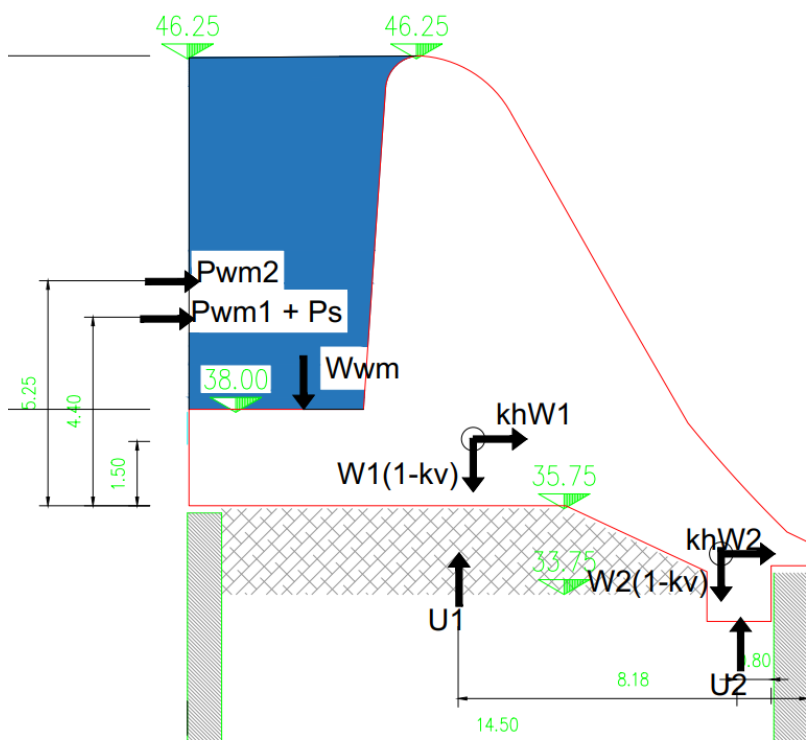 46.25
46.25
Pwm2
Pwm1 + Ps
Wwm
38.00
5.25
4.40
1.50
khW1
W1(1-kv)
35.75
khW2
33.75
W2(1-kv)
U1
0.80
8.18
U2
14.50